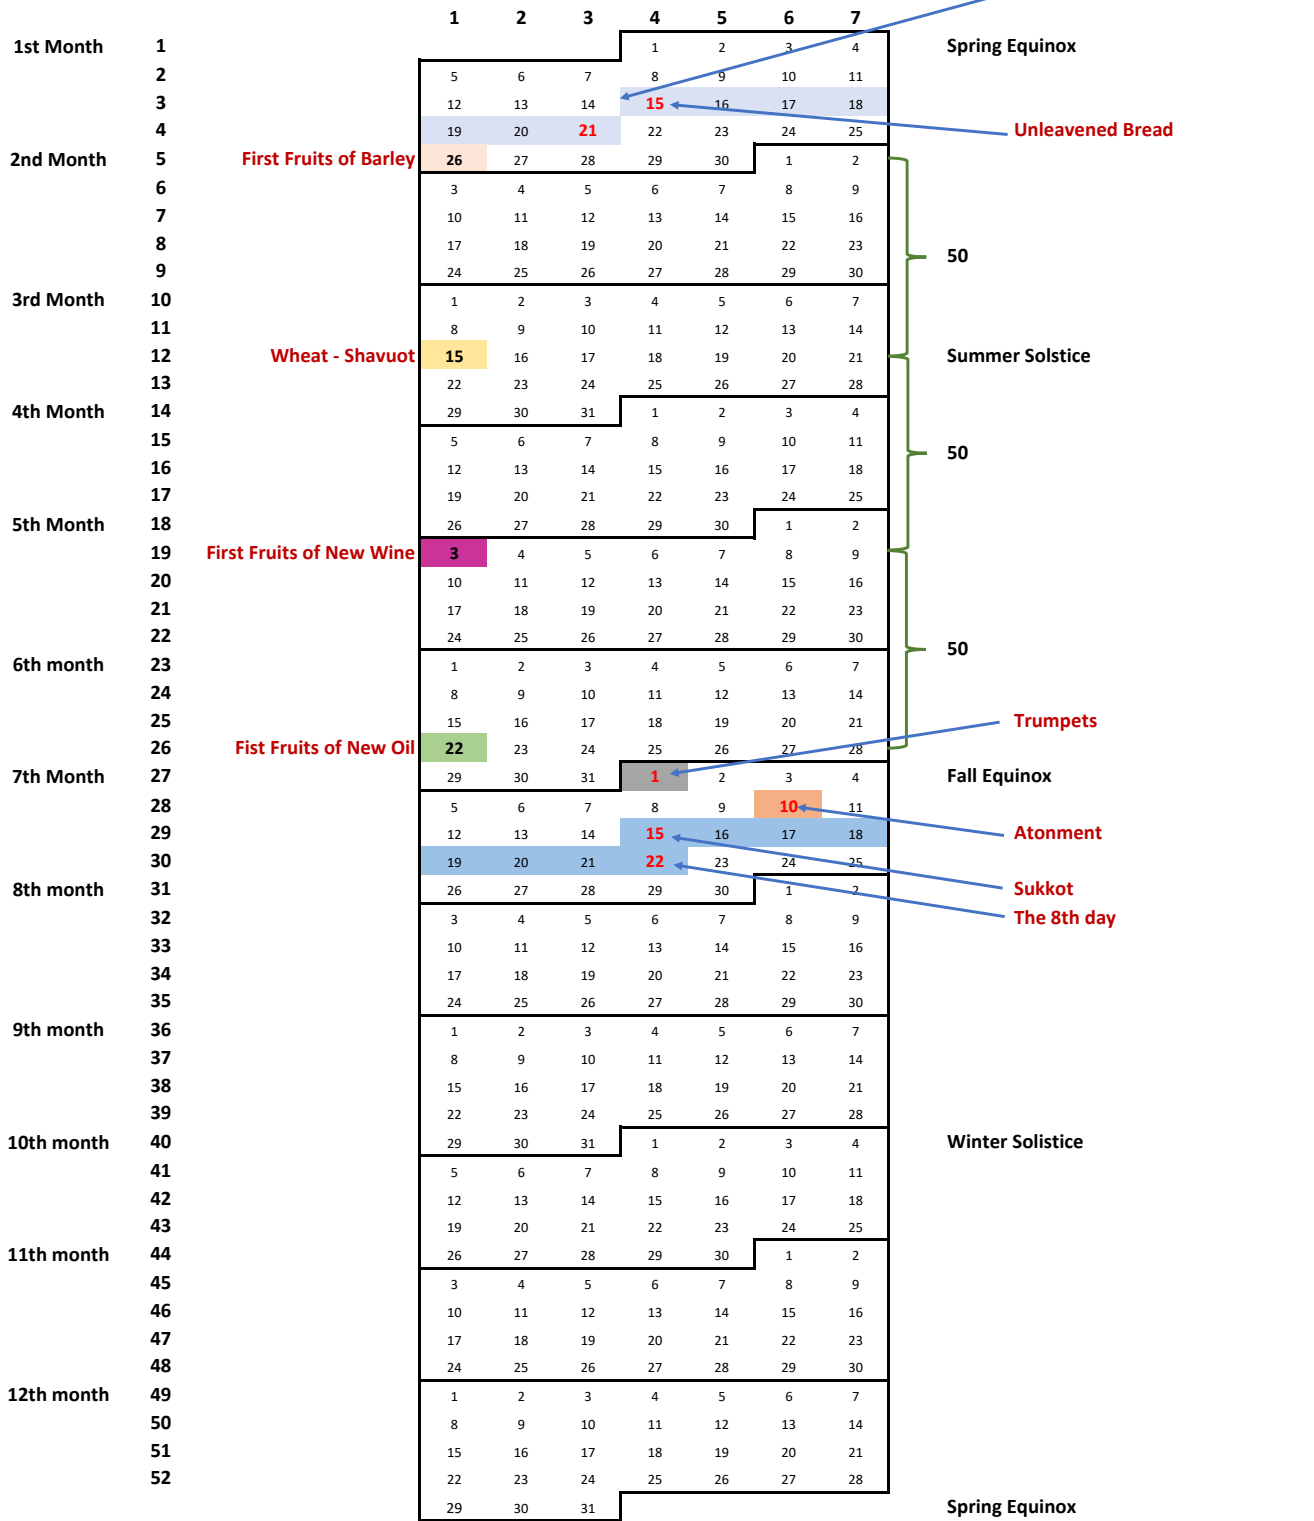 1 2 3 4 5 6 7
1st Month 1 1 2 3 4 Spring Equinox
2 5 6 7 8 9 10 11
3 12 13 14 15 16 17 18
4 19 20 21 22 23 24 25 Unleavened Bread
2nd Month 5 First Fruits of Barley 26 27 28 29 30 1 2
6 3 4 5 6 7 8 9
7 10 11 12 13 14 15 16
8 17 18 19 20 21 22 23 50
9 24 25 26 27 28 29 30
3rd Month 10 1 2 3 4 5 6 7
11 8 9 10 11 12 13 14
12 Wheat - Shavuot 15 16 17 18 19 20 21 Summer Solstice
13 22 23 24 25 26 27 28
4th Month 14 29 30 31 1 2 3 4
15 5 6 7 8 9 10 11 50
16 12 13 14 15 16 17 18
17 19 20 21 22 23 24 25
5th Month 18 26 27 28 29 30 1 2
19 First Fruits of New Wine 3 4 5 6 7 8 9
20 10 11 12 13 14 15 16
21 17 18 19 20 21 22 23
22 24 25 26 27 28 29 30 50
6th month 23 1 2 3 4 5 6 7
24 8 9 10 11 12 13 14
25 15 16 17 18 19 20 21 Trumpets
26 Fist Fruits of New Oil 22 23 24 25 26 27 28
7th Month 27 29 30 31 1 2 3 4 Fall Equinox
28 5 6 7 8 9 10 11
29 12 13 14 15 16 17 18 Atonment
30 19 20 21 22 23 24 25
8th month 31 26 27 28 29 30 1 2 Sukkot
32 3 4 5 6 7 8 9 The 8th day
33 10 11 12 13 14 15 16
34 17 18 19 20 21 22 23
35 24 25 26 27 28 29 30
9th month 36 1 2 3 4 5 6 7
37 8 9 10 11 12 13 14
38 15 16 17 18 19 20 21
39 22 23 24 25 26 27 28
10th month 40 29 30 31 1 2 3 4 Winter Solistice
41 5 6 7 8 9 10 11
42 12 13 14 15 16 17 18
43 19 20 21 22 23 24 25
11th month 44 26 27 28 29 30 1 2
45 3 4 5 6 7 8 9
46 10 11 12 13 14 15 16
47 17 18 19 20 21 22 23
48 24 25 26 27 28 29 30
12th month 49 1 2 3 4 5 6 7
50 8 9 10 11 12 13 14
51 15 16 17 18 19 20 21
52 22 23 24 25 26 27 28
29 30 31 Spring Equinox